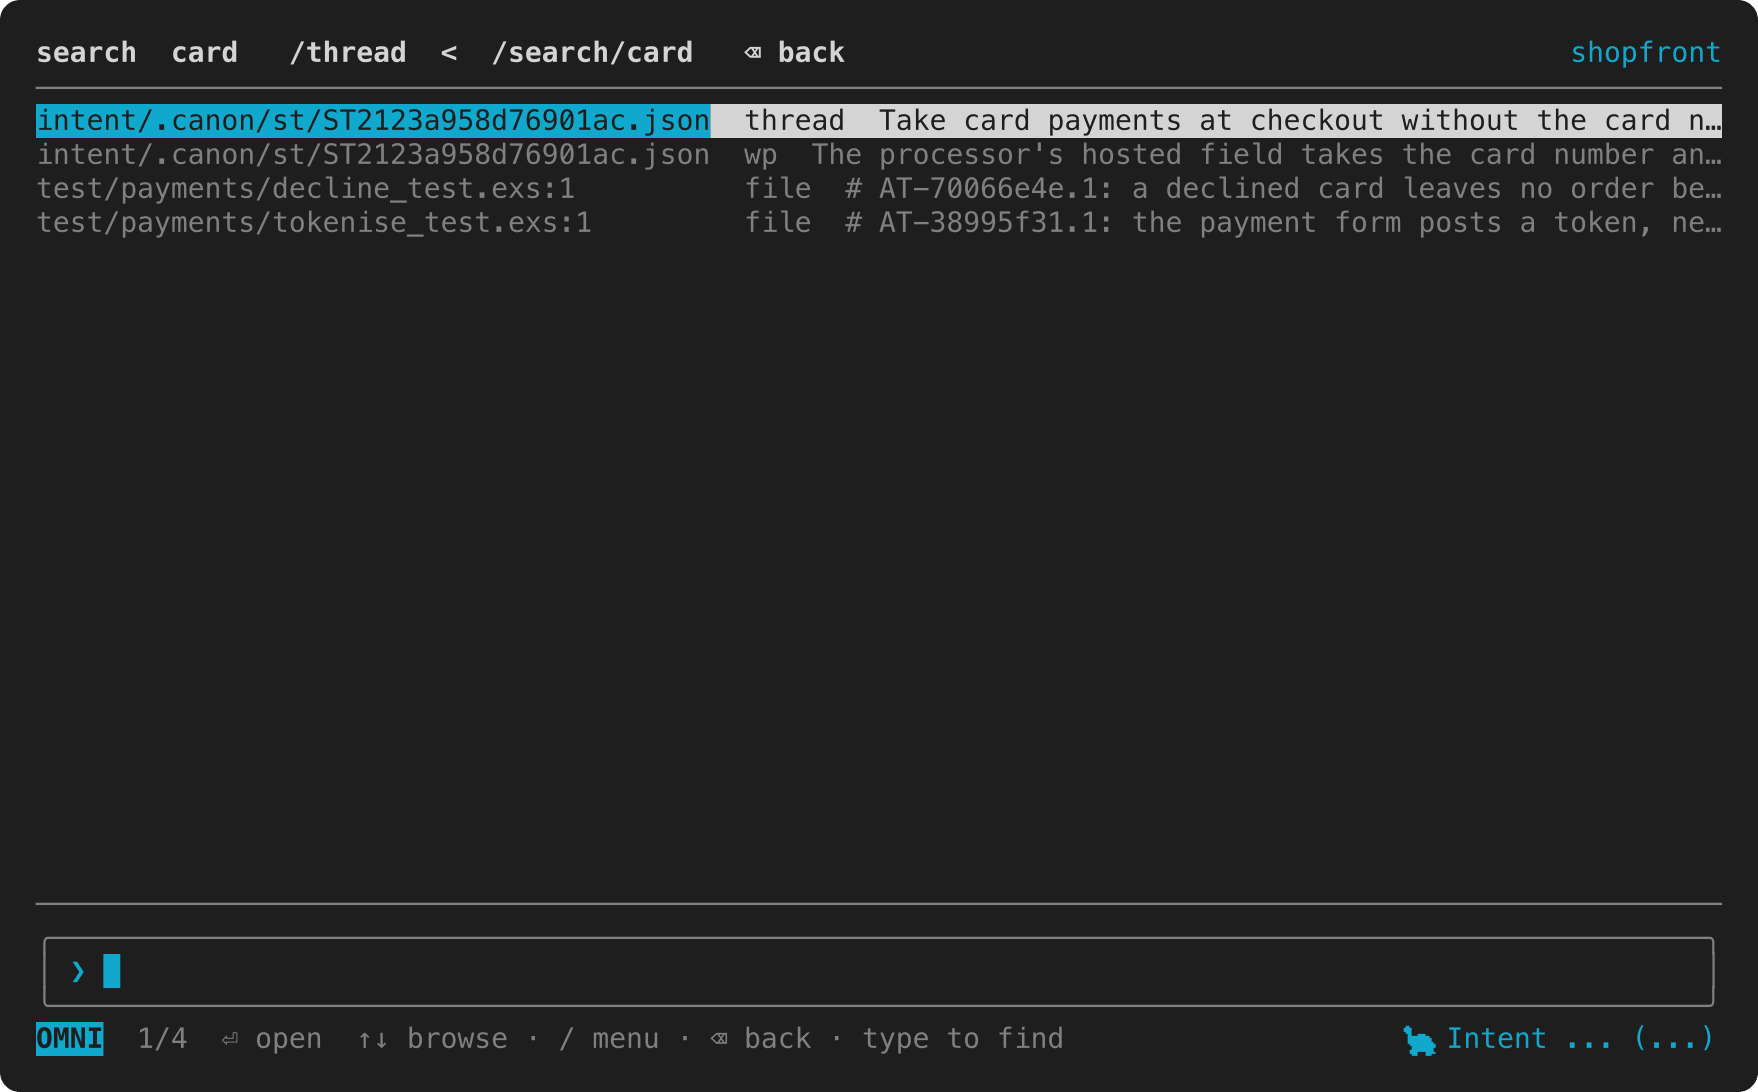 search  card   /thread  <  /search/card   ⌫ back   shopfront
intent/.canon/st/ST2123a958d76901ac.json  thread  Take card payments at checkout without the card n…
intent/.canon/st/ST2123a958d76901ac.json  wp  The processor's hosted field takes the card number an…
test/payments/decline_test.exs:1          file  # AT-70066e4e.1: a declined card leaves no order be…
test/payments/tokenise_test.exs:1         file  # AT-38995f31.1: the payment form posts a token, ne…
❯
OMNI  1/4  ⏎ open  ↑↓ browse · / menu · ⌫ back · type to find   Intent ... (...)